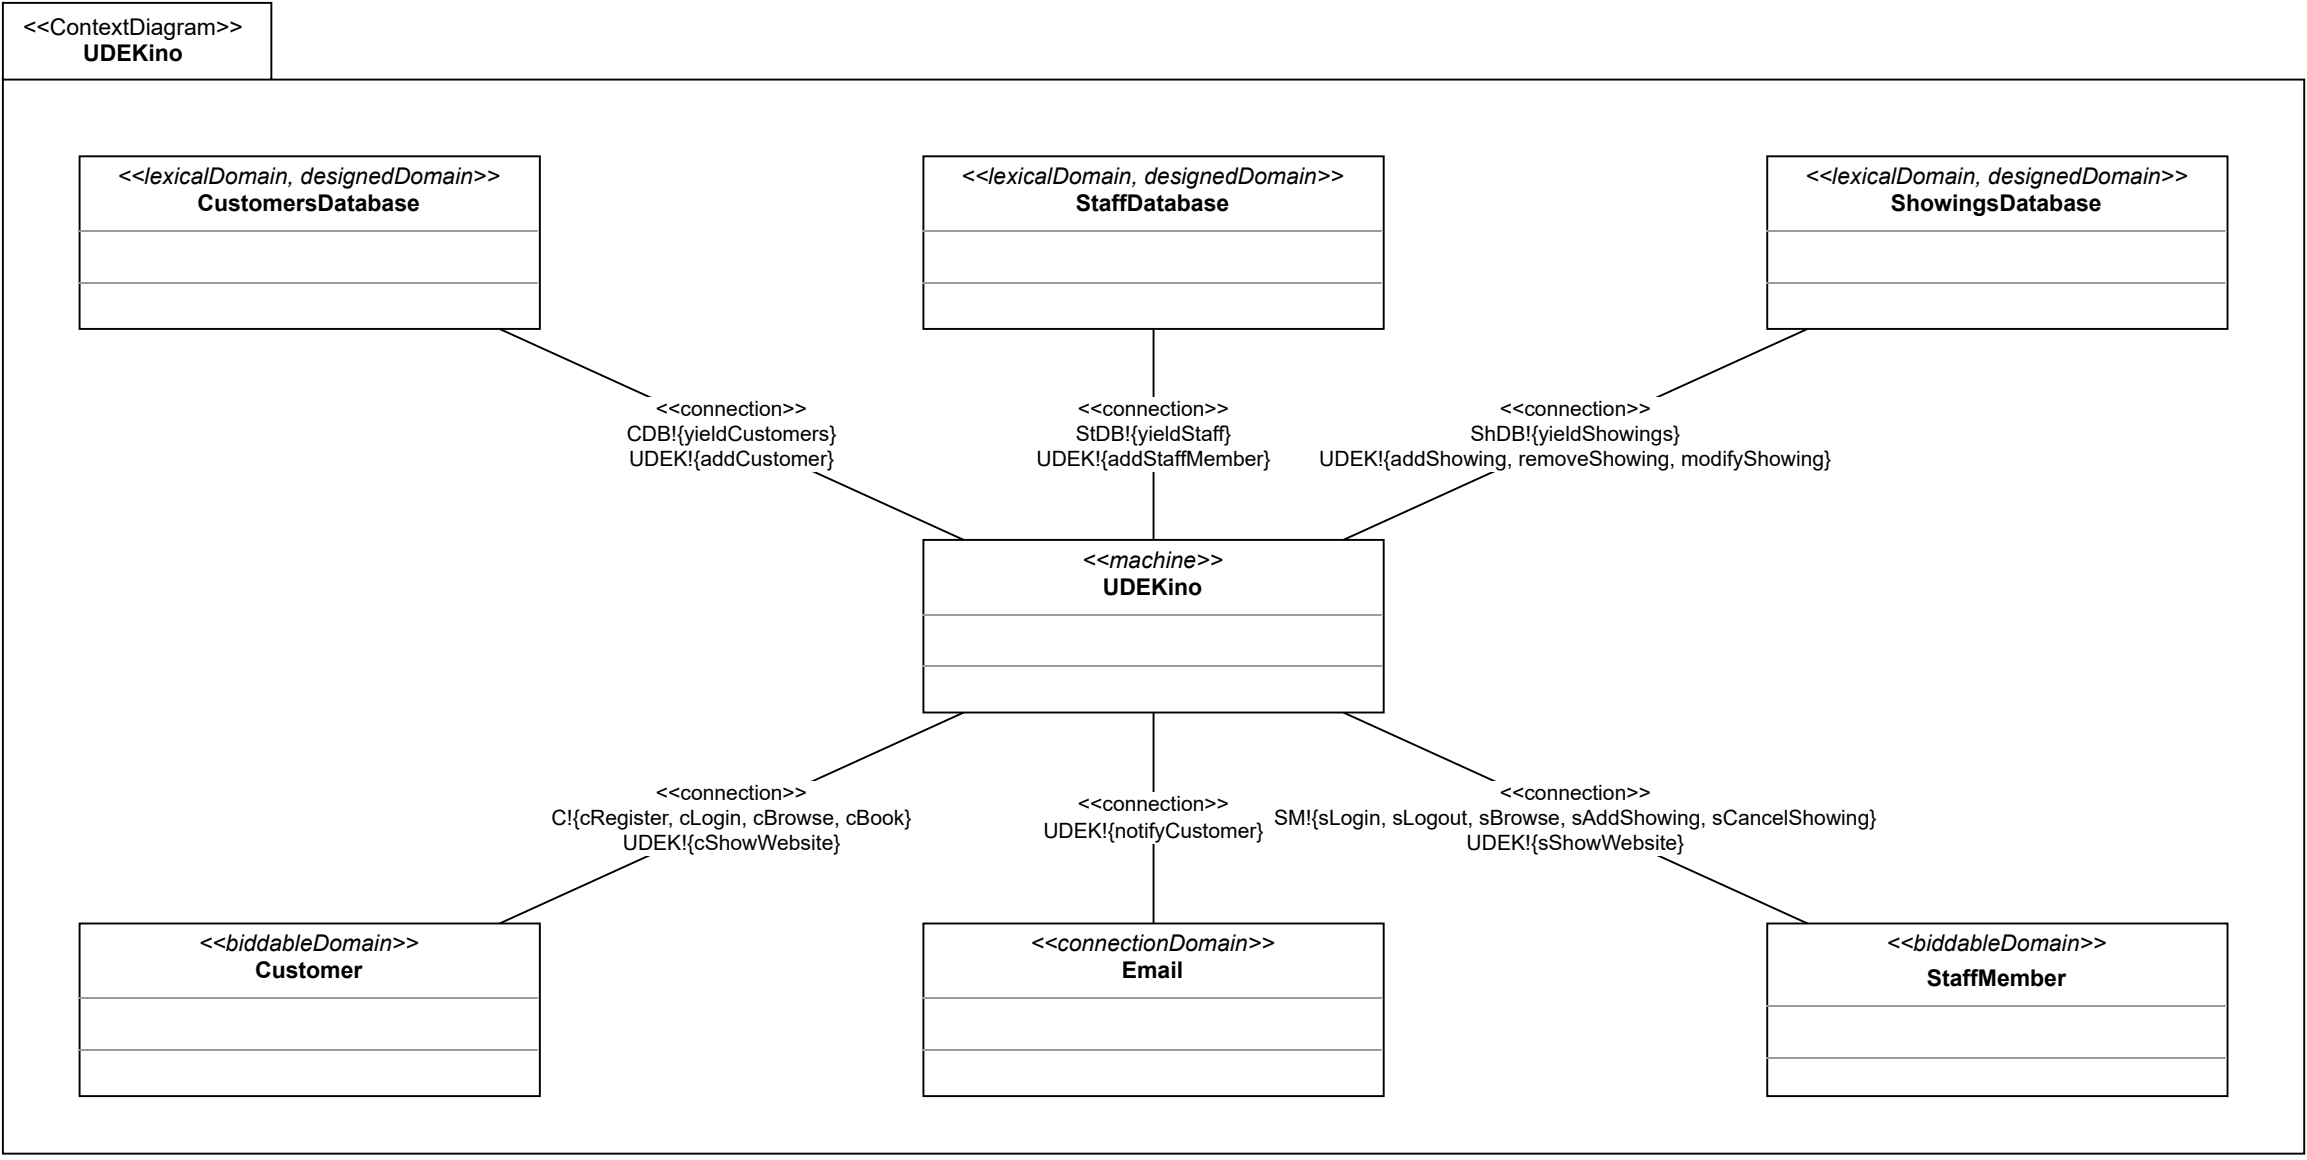 <<ContextDiagram>>
UDEKino
<<lexicalDomain, designedDomain>>
CustomersDatabase
<<lexicalDomain, designedDomain>>
StaffDatabase
<<lexicalDomain, designedDomain>>
ShowingsDatabase
<<connection>>
CDB!{yieldCustomers}
UDEK!{addCustomer}
<<connection>>
StDB!{yieldStaff}
UDEK!{addStaffMember}
<<connection>>
ShDB!{yieldShowings}
UDEK!{addShowing, removeShowing, modifyShowing}
<<machine>>
UDEKino
<<connection>>
C!{cRegister, cLogin, cBrowse, cBook}
UDEK!{cShowWebsite}
<<connection>>
UDEK!{notifyCustomer}
<<connection>>
SM!{sLogin, sLogout, sBrowse, sAddShowing, sCancelShowing}
UDEK!{sShowWebsite}
<<biddableDomain>>
Customer
<<connectionDomain>>
Email
<<biddableDomain>>
StaffMember